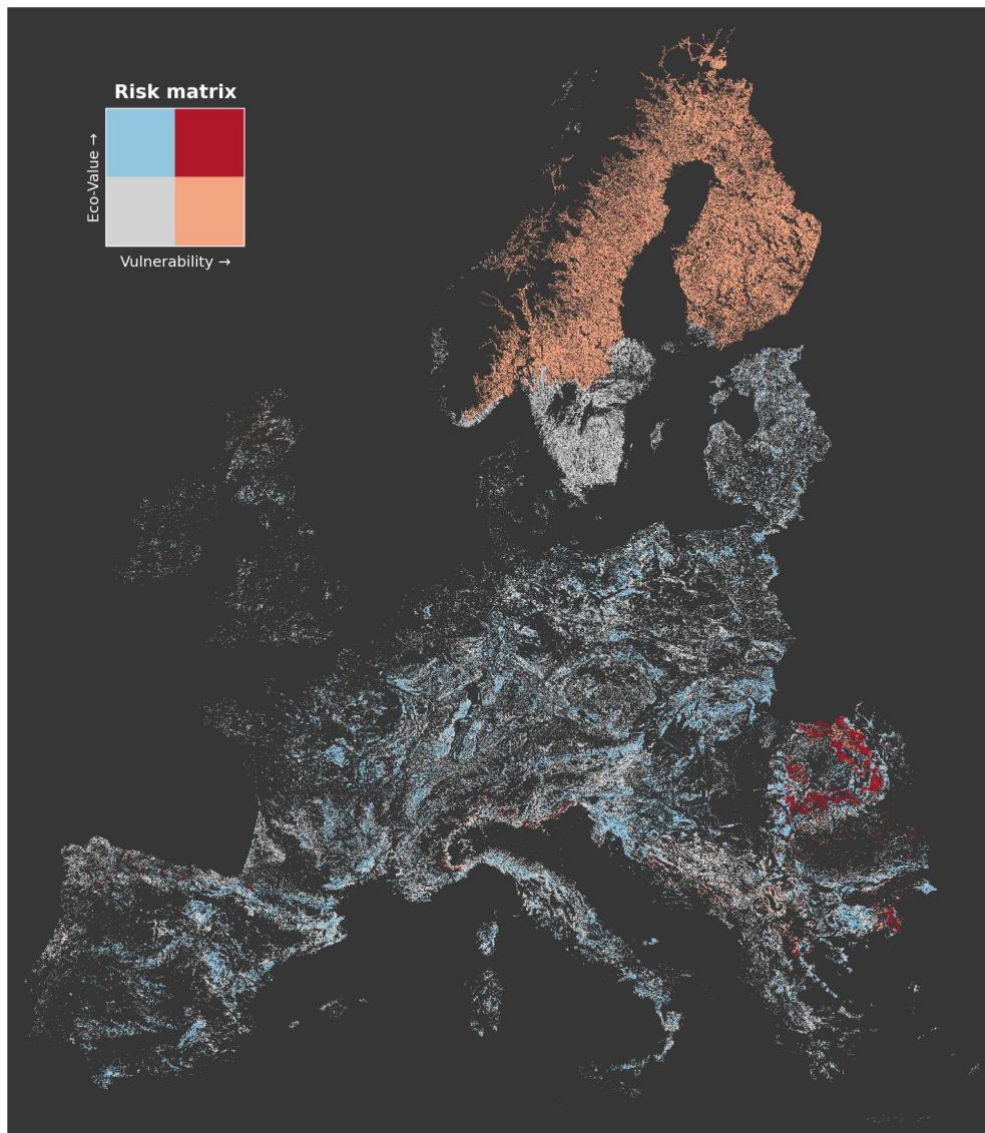 Risk matrix
Eco-Value →
Vulnerability →